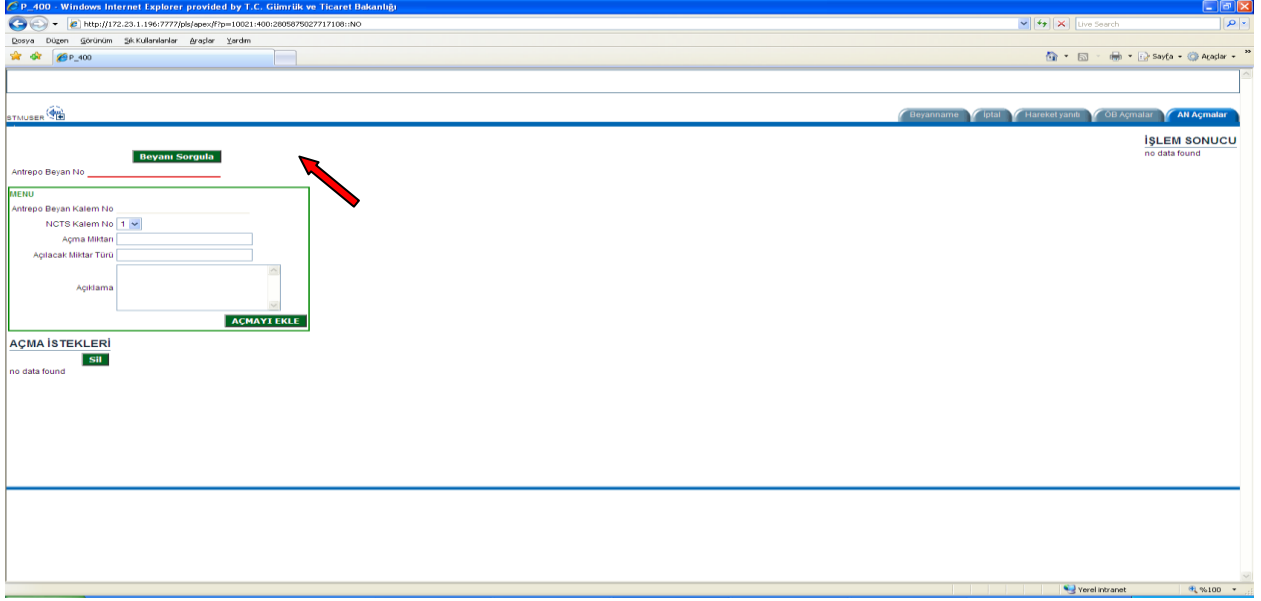 P_400 - Windows Internet Explorer provided by T.C. Gümrük ve Ticaret Bakanlığı
http://172.23.1.196:7777/pls/apex/f?p=10021:400:2805875027717108::NO
Live Search
Dosya Düzen Görünüm Sık Kullanılanlar Araçlar Yardım
P_400
Sayfa Araçlar
STMUSER
Beyanname İptal Hareket yanıtı ÖB Açmalar AN Açmalar
İŞLEM SONUCU
no data found
Beyanı Sorgula
Antrepo Beyan No
MENU
Antrepo Beyan Kalem No
NCTS Kalem No 1
Açma Miktarı
Açılacak Miktar Türü
Açıklama
AÇMAYI EKLE
AÇMA İSTEKLERİ
Sil
no data found
Yerel intranet %100